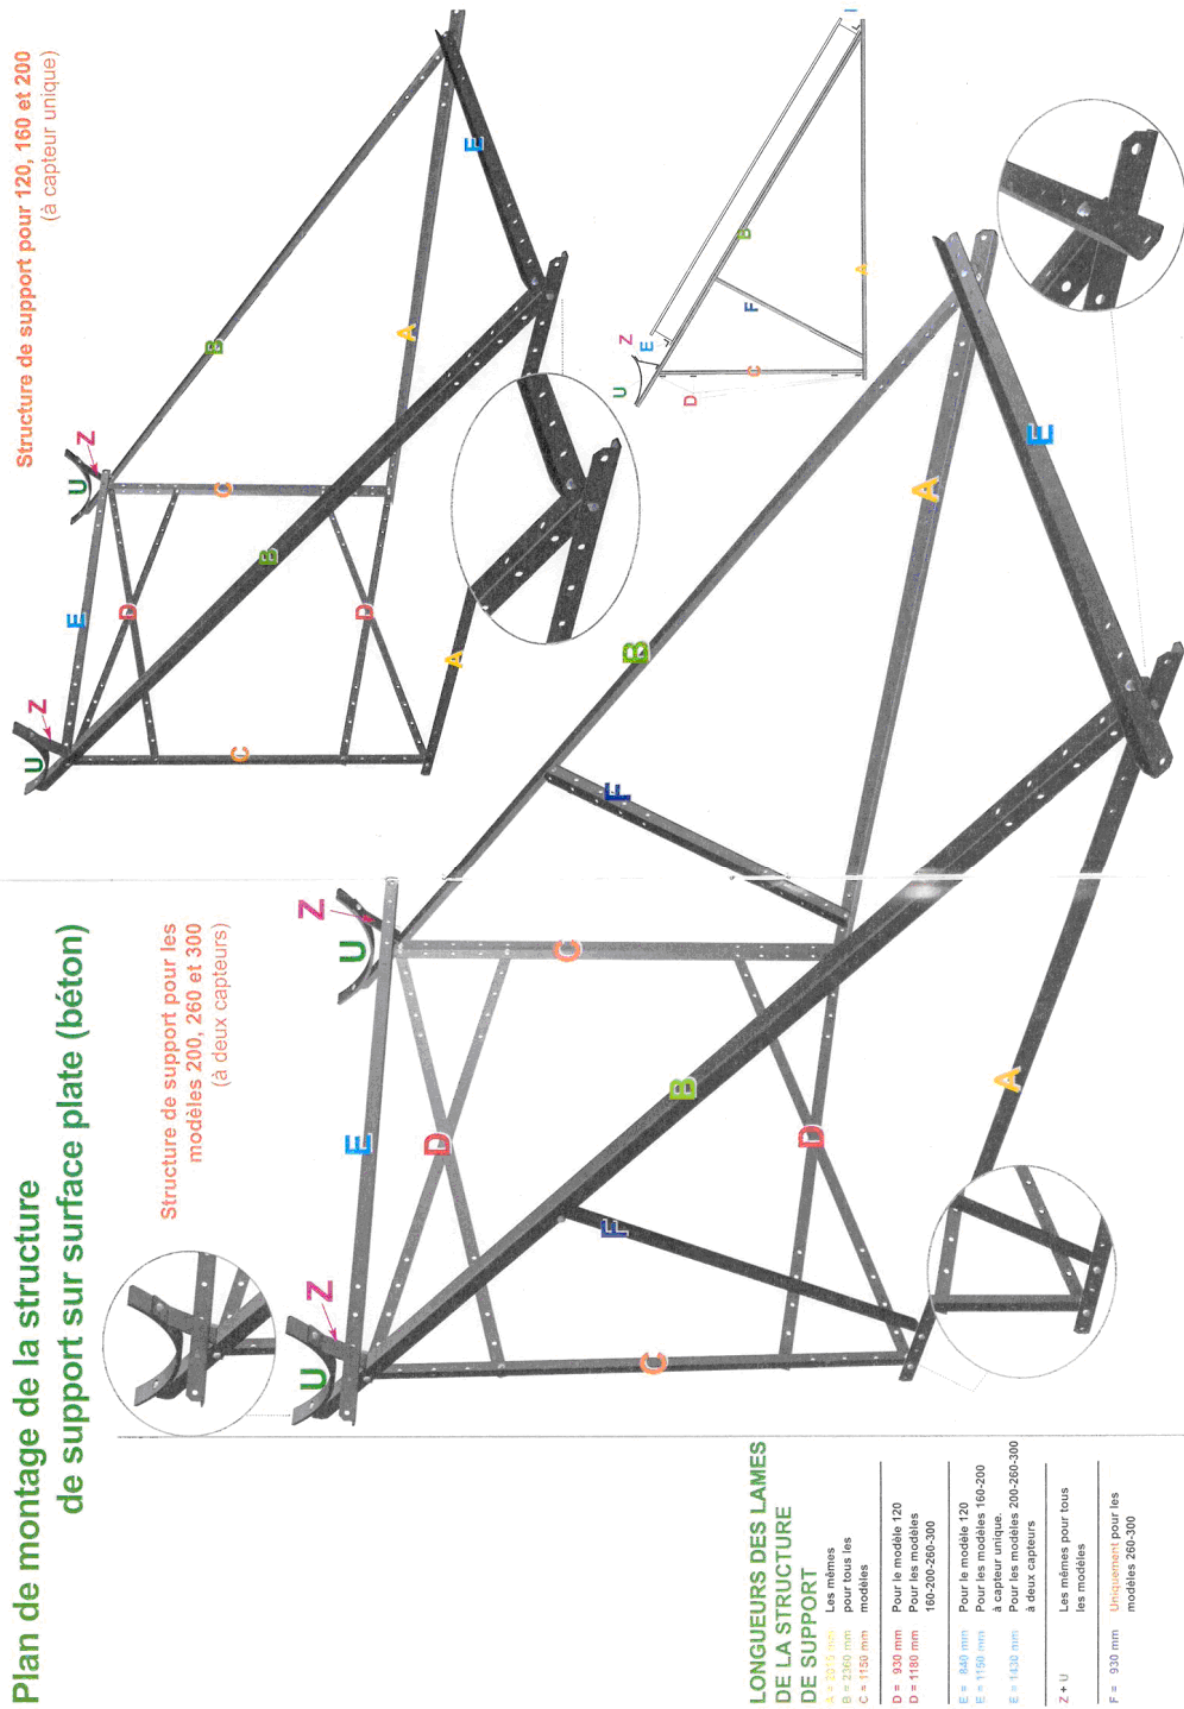 Plan de montage de la structure
de support sur surface plate (béton)
Structure de support pour les
modèles 200, 260 et 300
(à deux capteurs)
Structure de support pour 120, 160 et 200
(à capteur unique)
U
Z
U
Z
E
D
D
C
C
B
B
A
A
E
U
Z
E
D
C
F
B
A
I
U
Z
U
Z
E
D
D
C
C
F
F
B
B
A
A
E
LONGUEURS DES LAMES
DE LA STRUCTURE
DE SUPPORT
A = 2015 mm Les mêmes
B = 2360 mm pour tous les
C = 1150 mm modèles
D = 930 mm Pour le modèle 120
D = 1180 mm Pour les modèles
160-200-260-300
E = 840 mm Pour le modèle 120
E = 1150 mm Pour les modèles 160-200
à capteur unique.
E = 1430 mm Pour les modèles 200-260-300
à deux capteurs
Z + U Les mêmes pour tous
les modèles
F = 930 mm Uniquement pour les
modèles 260-300